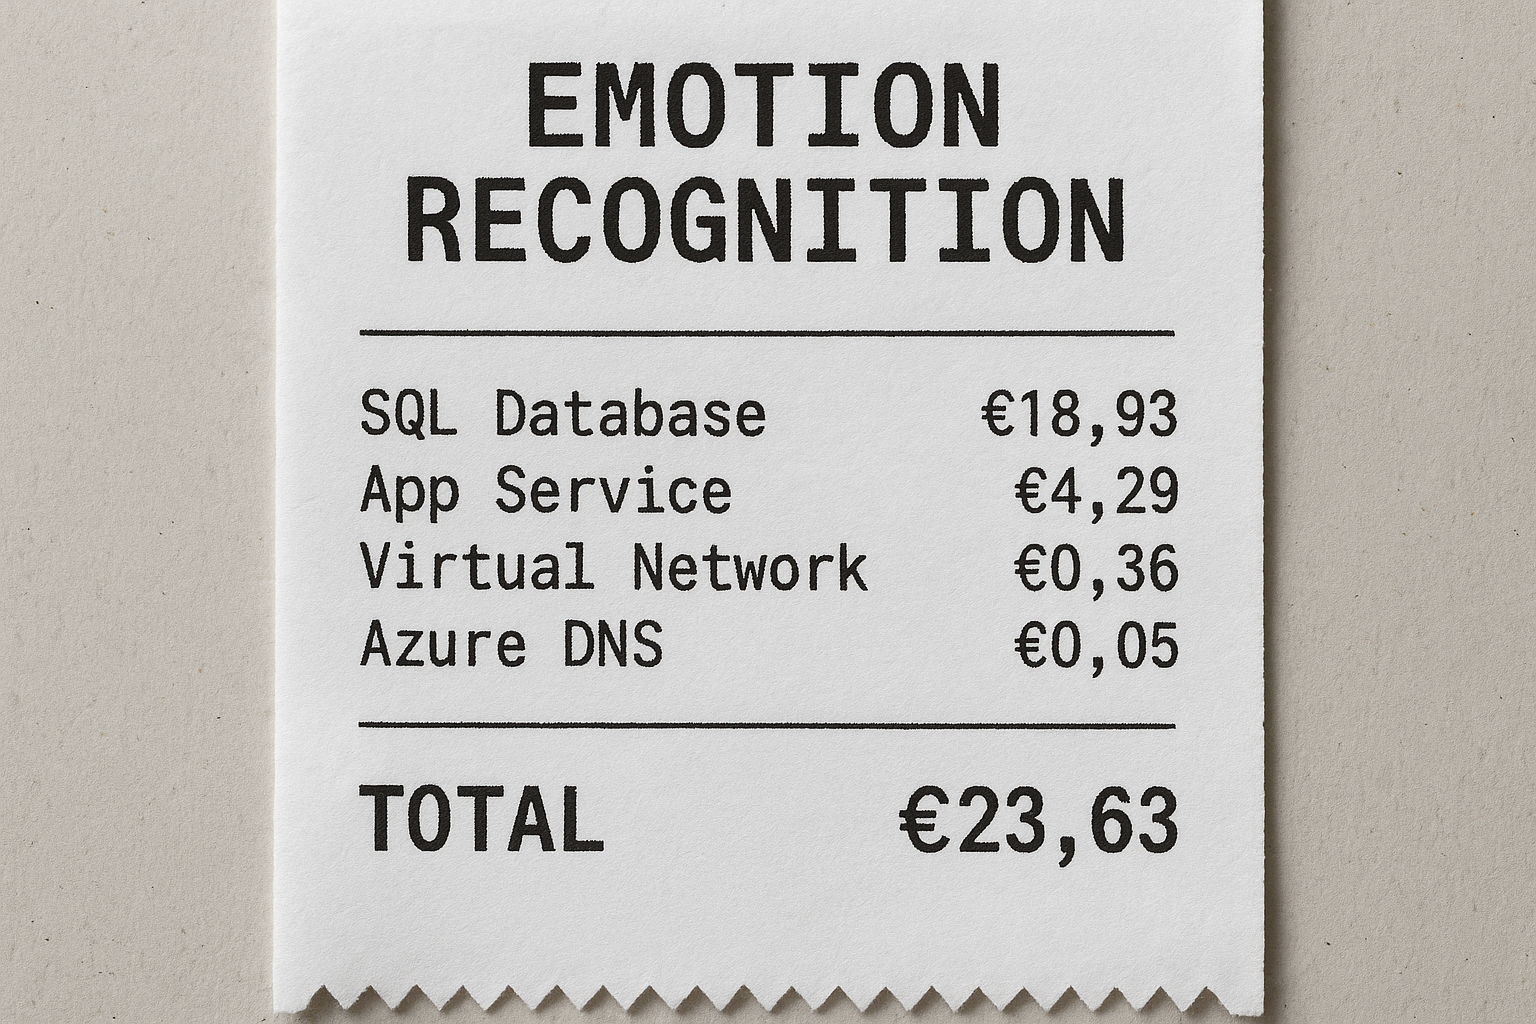 EMOTION
RECOGNITION
SQL Database €18,93
App Service €4,29
Virtual Network €0,36
Azure DNS €0,05
TOTAL €23,63